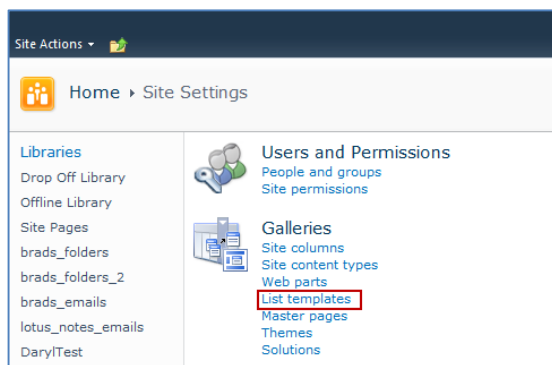 Site Actions
Home › Site Settings
Libraries
Drop Off Library
Offline Library
Site Pages
brads_folders
brads_folders_2
brads_emails
lotus_notes_emails
DarylTest
Users and Permissions
People and groups
Site permissions
Galleries
Site columns
Site content types
Web parts
List templates
Master pages
Themes
Solutions